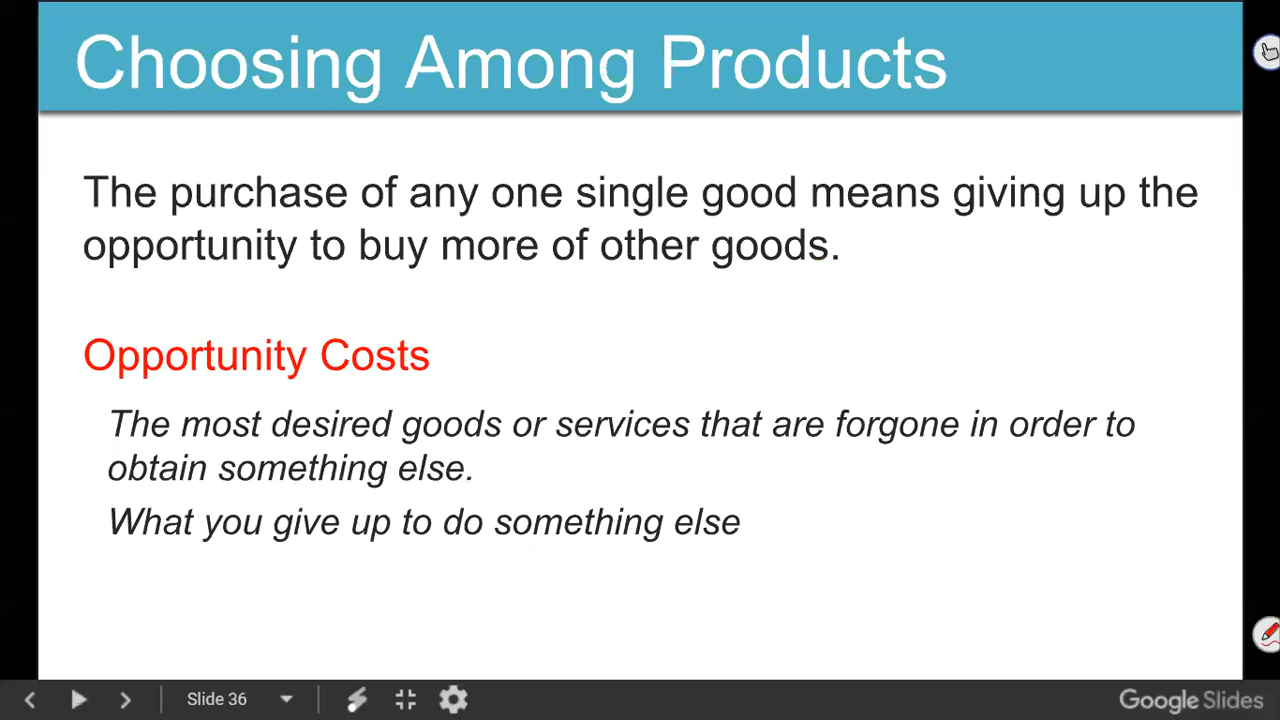 Choosing Among Products
The purchase of any one single good means giving up the
opportunity to buy more of other goods.
Opportunity Costs
The most desired goods or services that are forgone in order to
obtain something else.
What you give up to do something else
Slide 36
Google Slides